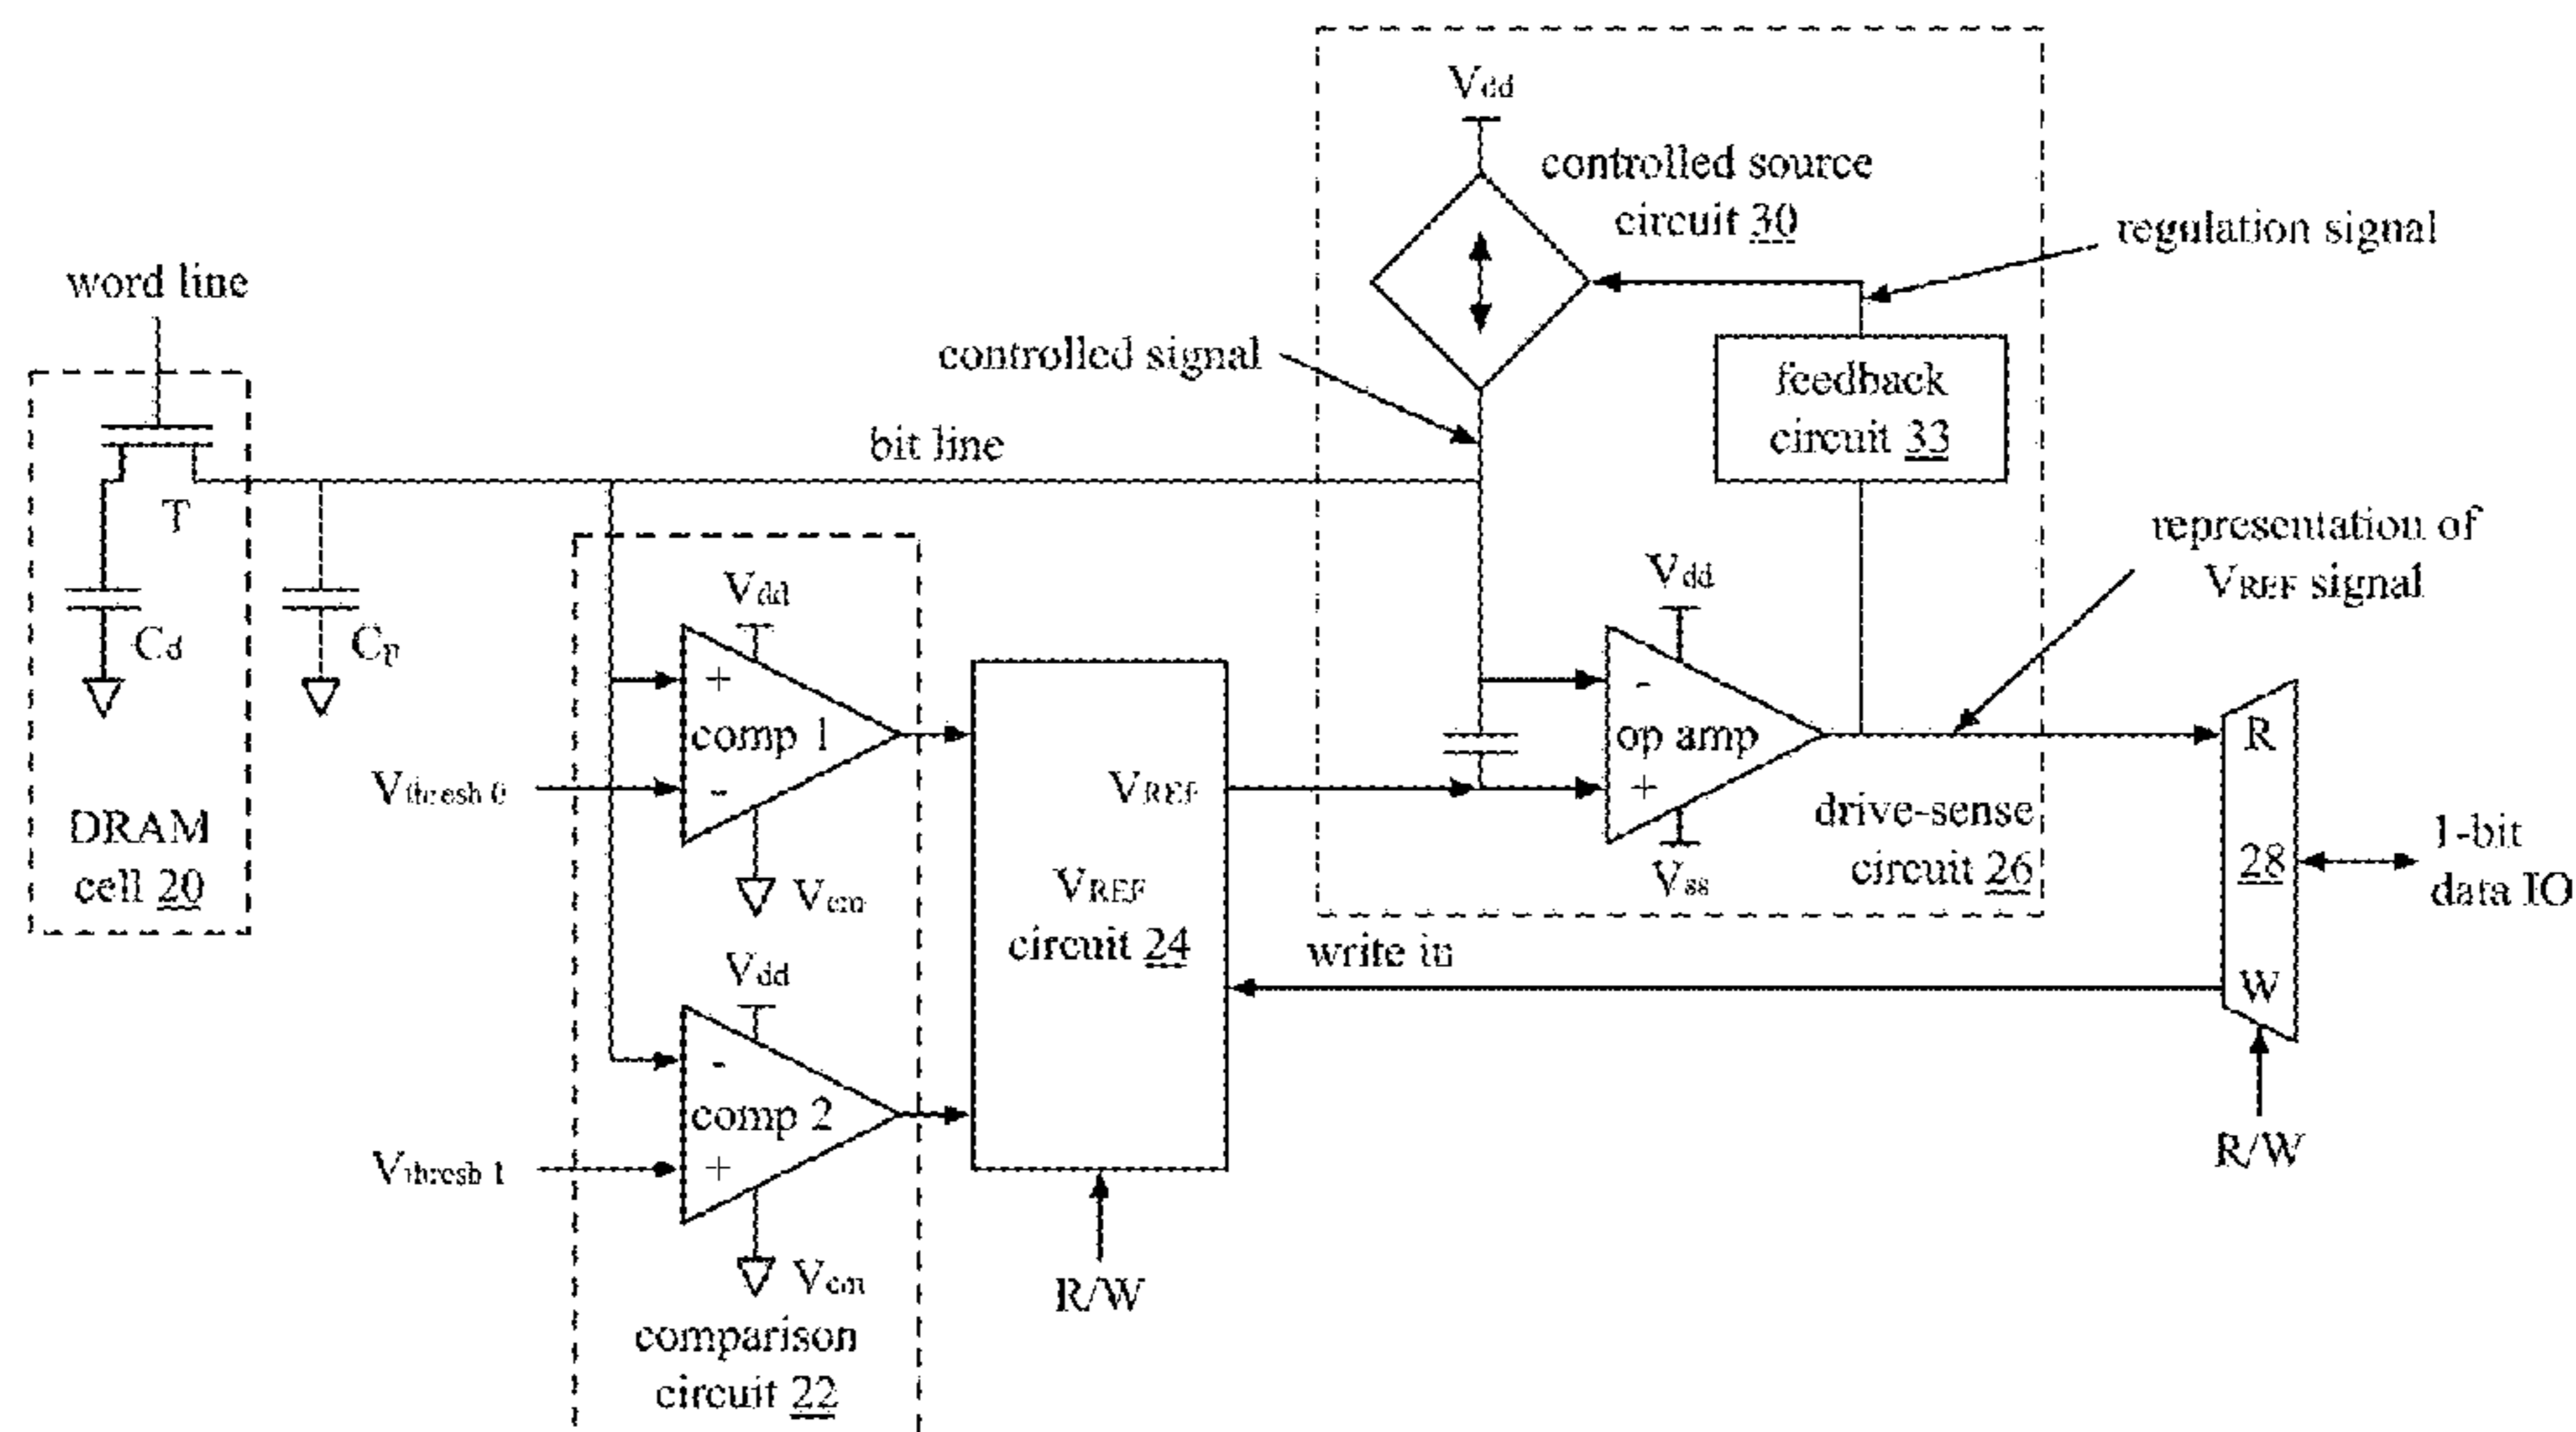 Vdd
controlled source
circuit 30
regulation signal
word line
controlled signal
feedback
circuit 33
bit line
T
representation of
VREF signal
Vdd
Vdd
Cd
Cp
+
-
comp 1
op amp
R
Vthresh 0
-
VREF
+
DRAM
cell 20
drive-sense
circuit 26
Vss
28
1-bit
data IO
Vcm
VREF
circuit 24
write in
Vdd
W
-
comp 2
Vthresh 1
+
R/W
Vcm
R/W
comparison
circuit 22